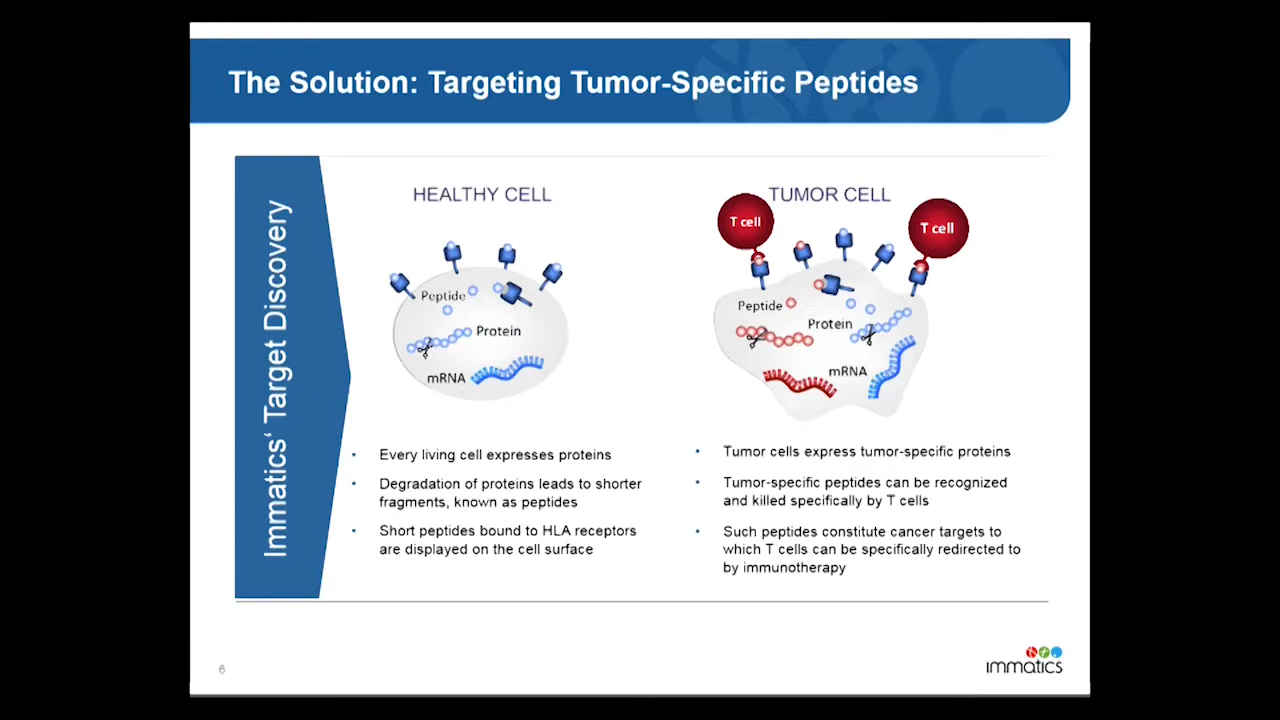 The Solution: Targeting Tumor-Specific Peptides
Immatics‘ Target Discovery
HEALTHY CELL
Peptide
Protein
mRNA
• Every living cell expresses proteins
• Degradation of proteins leads to shorter
fragments, known as peptides
• Short peptides bound to HLA receptors
are displayed on the cell surface
TUMOR CELL
T cell
T cell
Peptide
Protein
mRNA
• Tumor cells express tumor-specific proteins
• Tumor-specific peptides can be recognized
and killed specifically by T cells
• Such peptides constitute cancer targets to
which T cells can be specifically redirected to
by immunotherapy
6
immatics